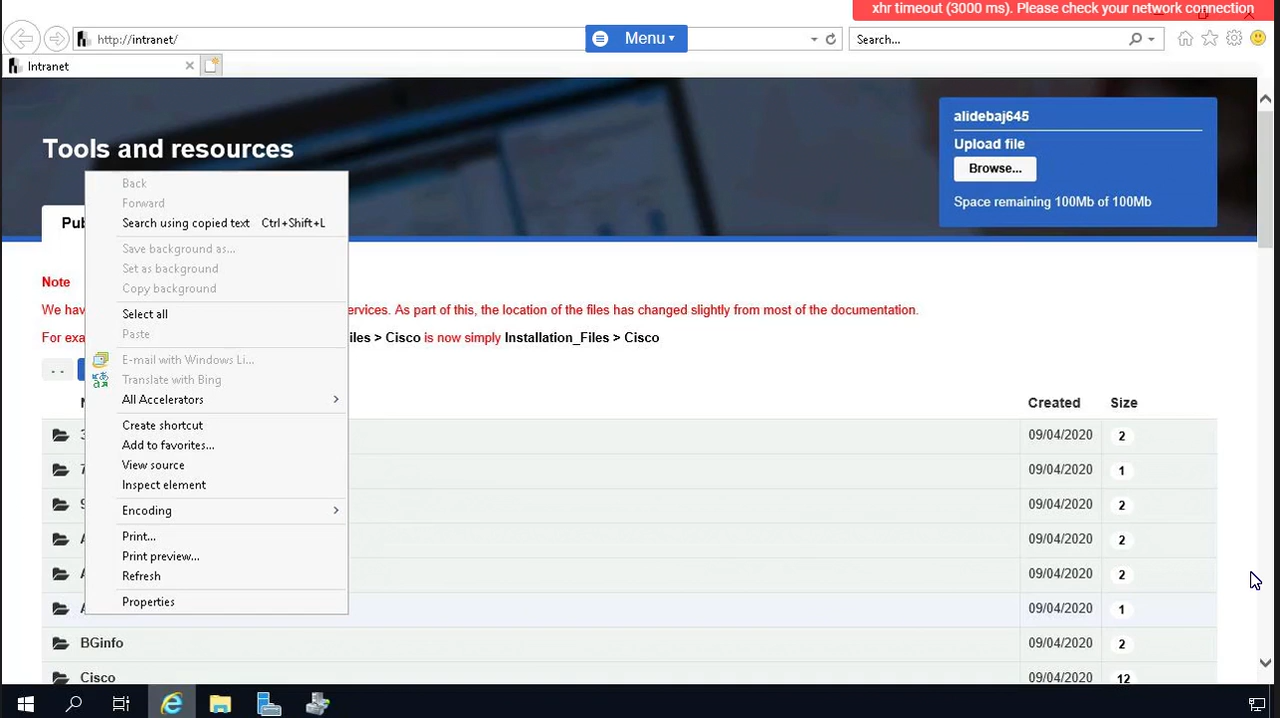 xhr timeout (3000 ms). Please check your network connection
http://intranet/
Menu
Search...
Intranet
Tools and resources
alidebaj645
Upload file
Browse...
Space remaining 100Mb of 100Mb
Back
Forward
Search using copied text Ctrl+Shift+L
Save background as...
Set as background
Copy background
Select all
Paste
E-mail with Windows Li...
Translate with Bing
All Accelerators
Create shortcut
Add to favorites...
View source
Inspect element
Encoding
Print...
Print preview...
Refresh
Properties
Note
As part of this, the location of the files has changed slightly from most of the documentation.
> Cisco is now simply Installation_Files > Cisco
- -
Created Size
09/04/2020 2
09/04/2020 1
09/04/2020 2
09/04/2020 2
09/04/2020 2
09/04/2020 1
BGinfo 09/04/2020 2
Cisco 09/04/2020 12